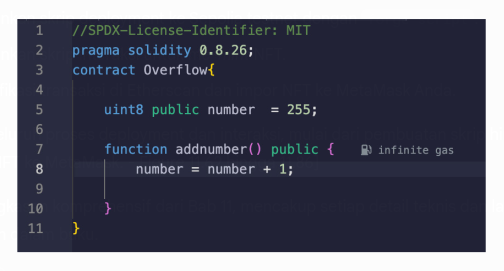 1 //SPDX-License-Identifier: MIT
2 pragma solidity 0.8.26;
3 contract Overflow{
4
5 uint8 public number  = 255;
6
7 function addnumber() public { infinite gas
8 number = number + 1;
9
10 }
11 }